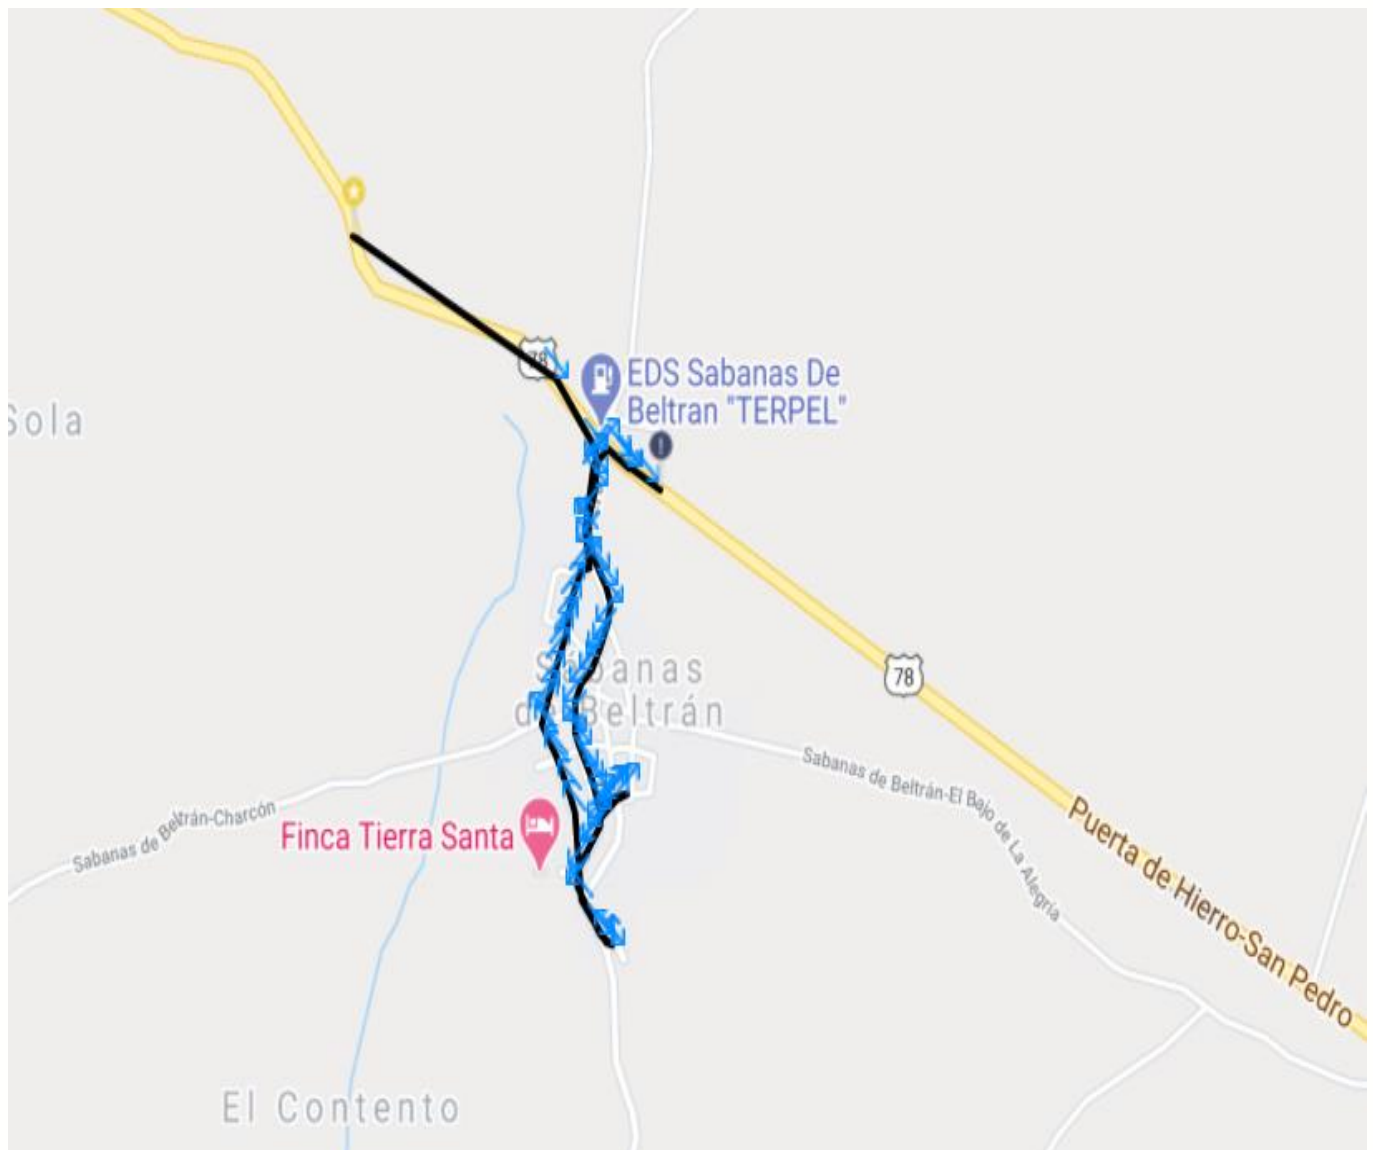 78
EDS Sabanas De
Beltran "TERPEL"
Sola
Sabanas
de Beltrán
78
Sabanas de Beltrán-El Bajo de La Alegría
Sabanas de Beltrán-Charcón
Finca Tierra Santa
Puerta de Hierro-San Pedro
El Contento